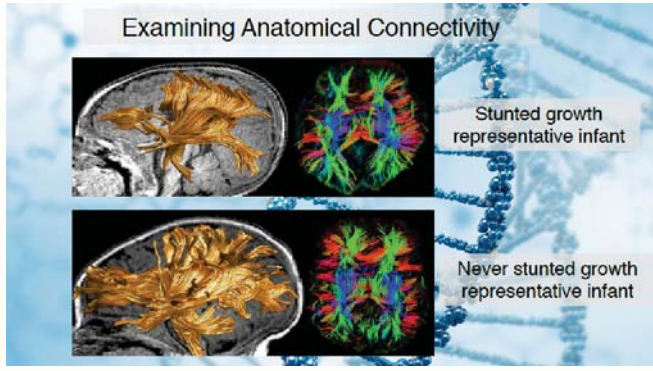 Examining Anatomical Connectivity
Stunted growth
representative infant
Never stunted growth
representative infant